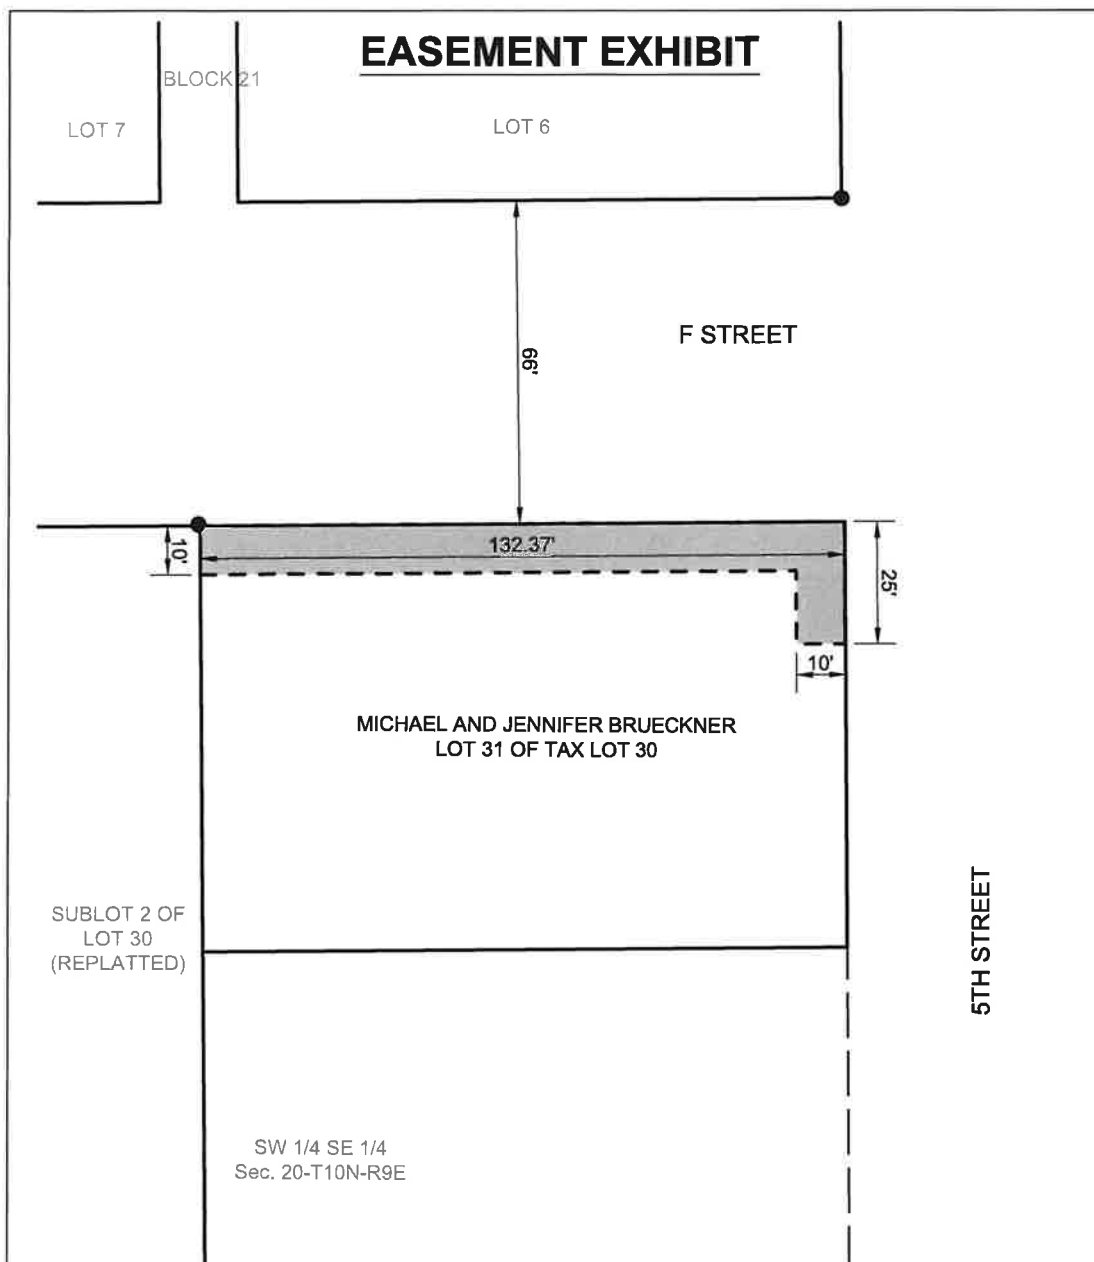 EASEMENT EXHIBIT
BLOCK 21
LOT 7
LOT 6
F STREET
66'
10'
132.37'
25'
10'
MICHAEL AND JENNIFER BRUECKNER
LOT 31 OF TAX LOT 30
SUBLOT 2 OF
LOT 30
(REPLATTED)
5TH STREET
SW 1/4 SE 1/4
Sec. 20-T10N-R9E